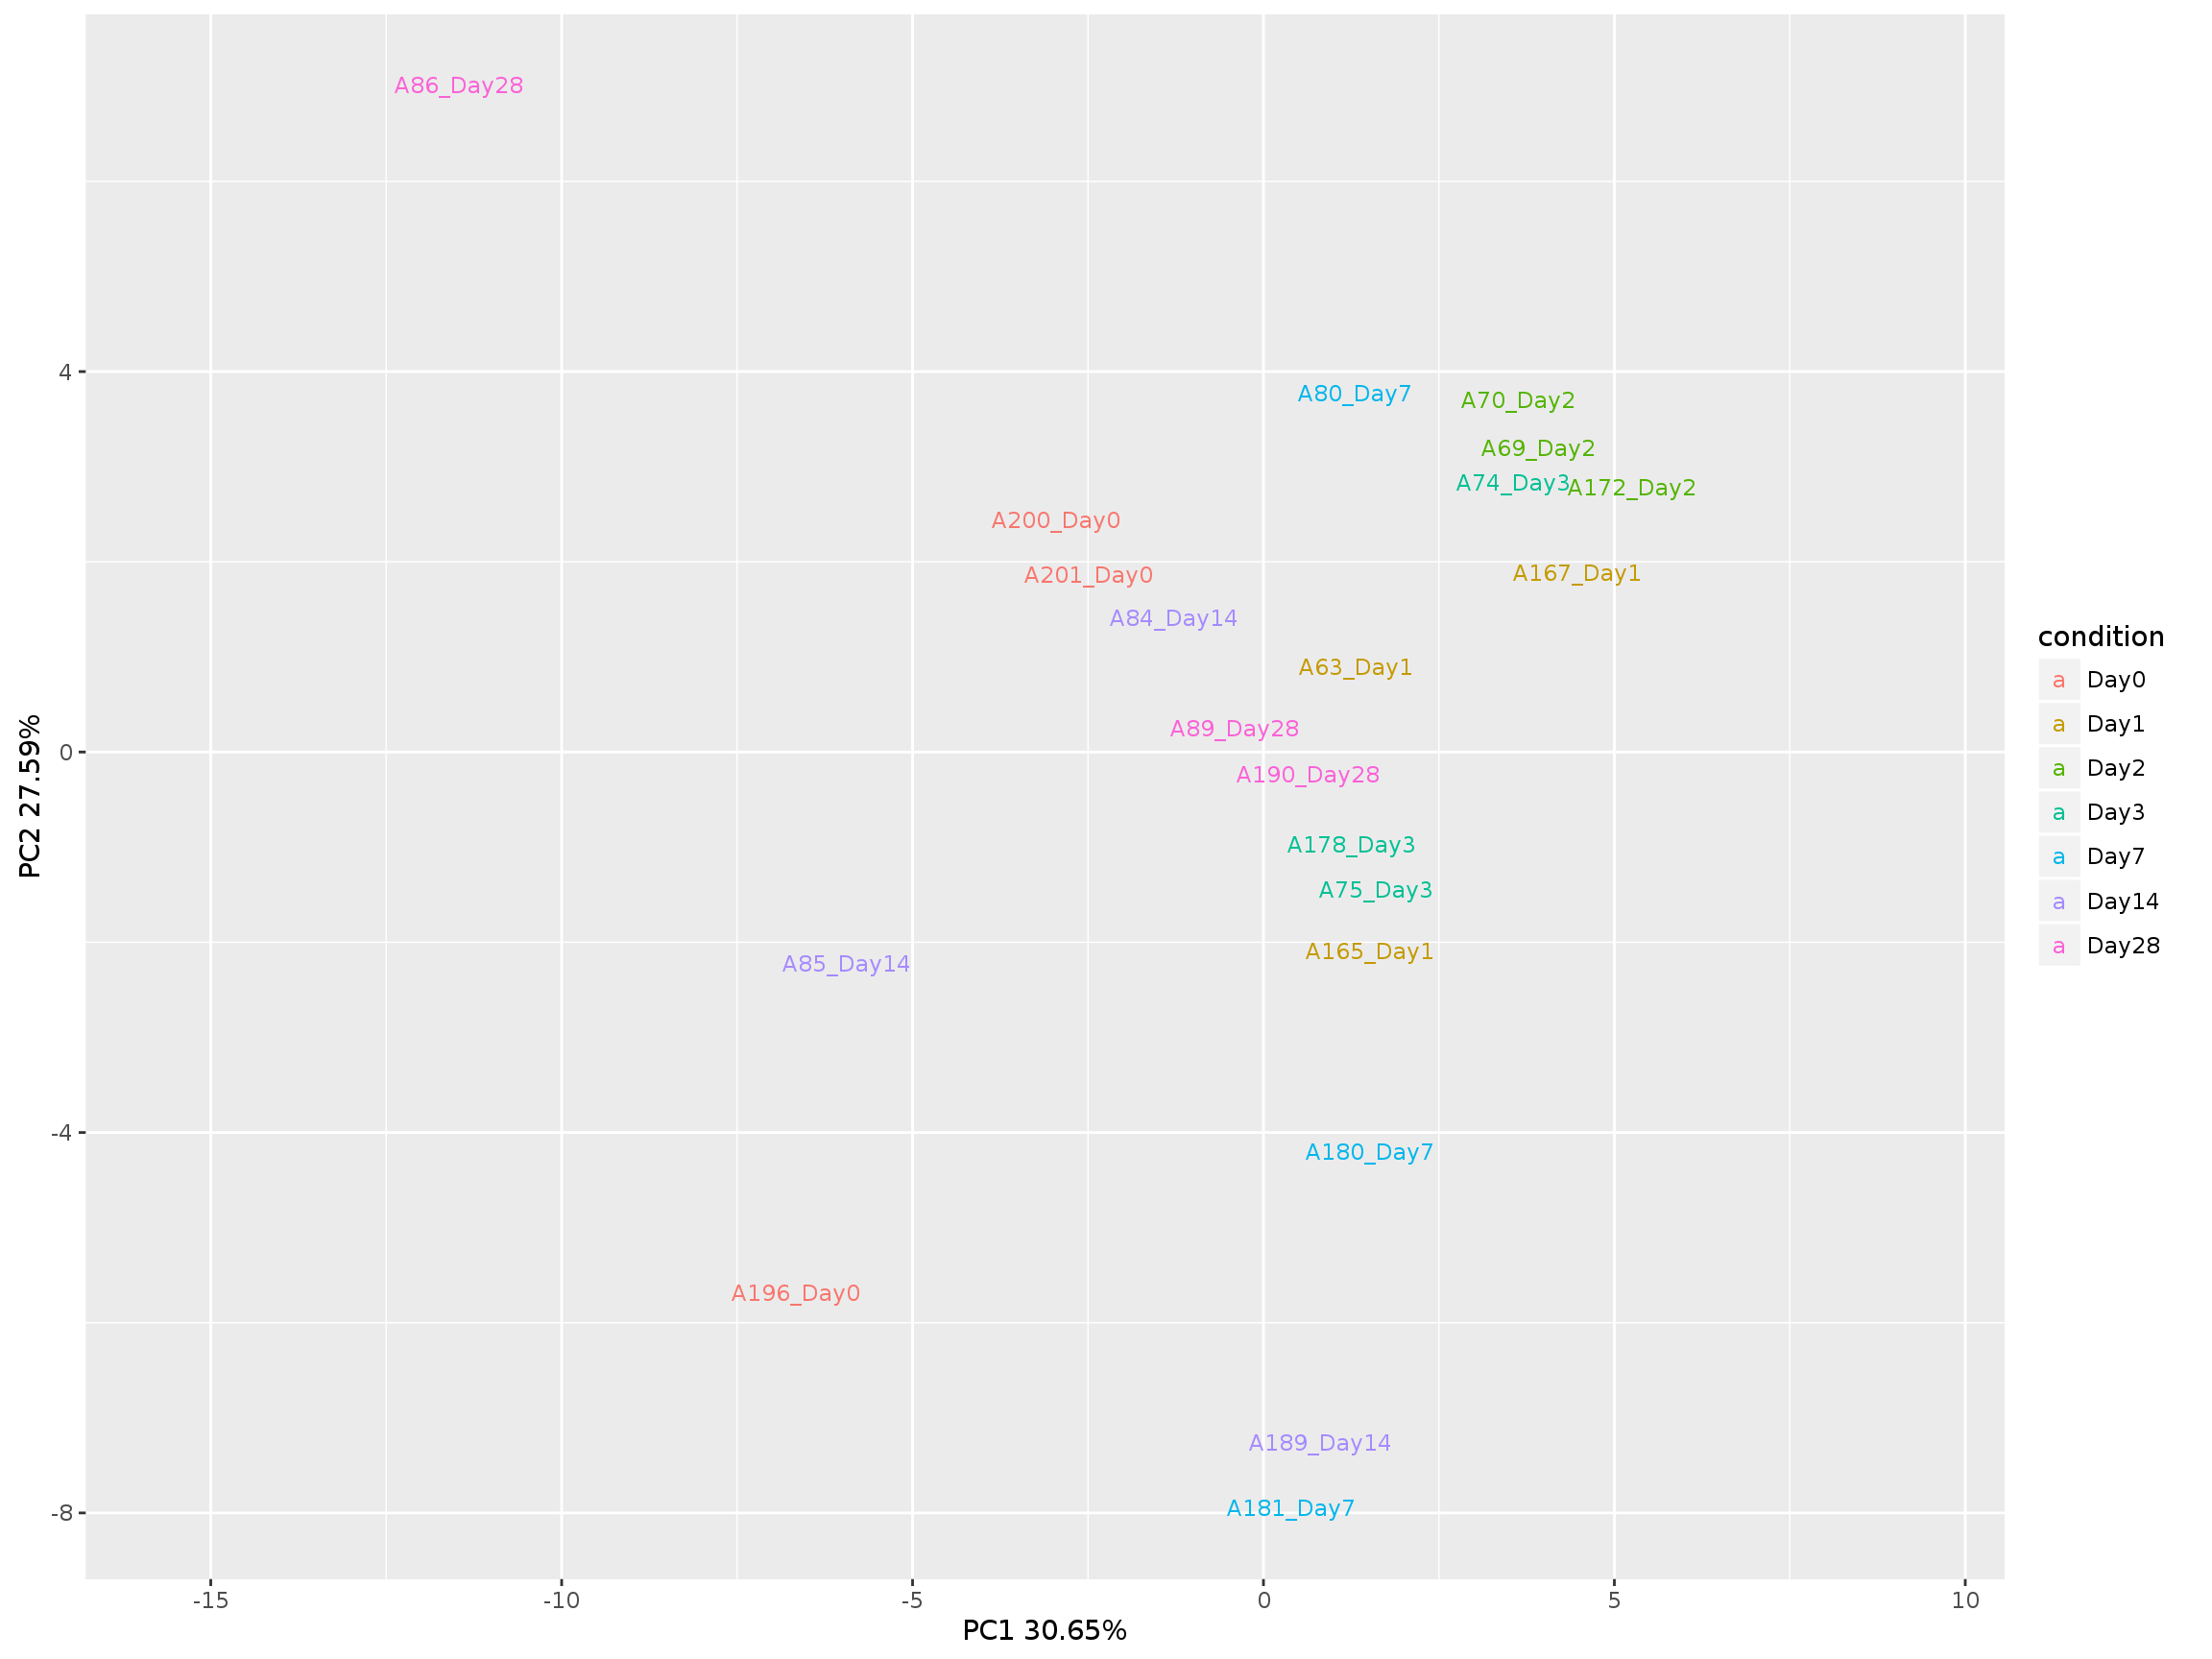 A86_Day28
4
A80_Day7
A70_Day2
A69_Day2
A74_Day3
A172_Day2
A200_Day0
A201_Day0
A167_Day1
A84_Day14
A63_Day1
A89_Day28
0
A190_Day28
A178_Day3
A75_Day3
A165_Day1
A85_Day14
-4
A180_Day7
A196_Day0
A189_Day14
A181_Day7
-8
-15 -10 -5 0 5 10
PC1 30.65%
PC2 27.59%
condition
a Day0
a Day1
a Day2
a Day3
a Day7
a Day14
a Day28